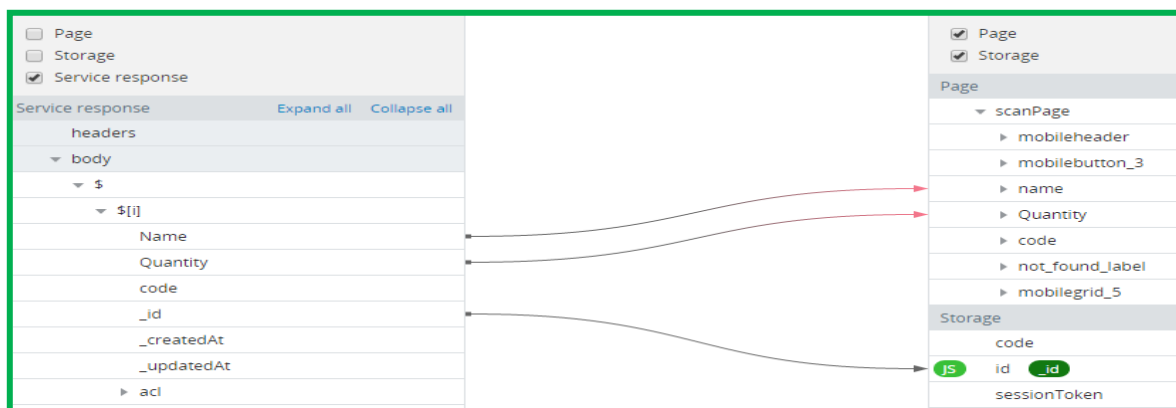 Page
Storage
Service response
Service response Expand all Collapse all
headers
body
$
$[i]
Name
Quantity
code
_id
_createdAt
_updatedAt
acl
Page
Storage
Page
scanPage
mobileheader
mobilebutton_3
name
Quantity
code
not_found_label
mobilegrid_5
Storage
code
JS id _id
sessionToken